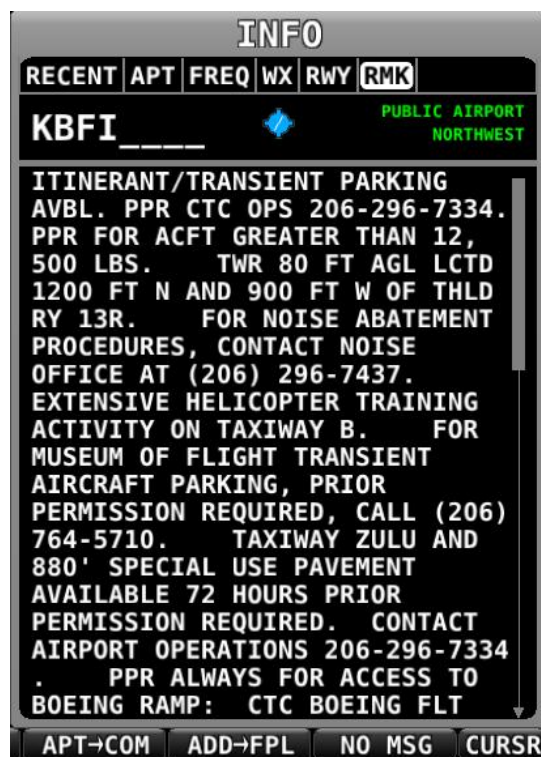 INFO
RECENT APT FREQ WX RWY RMK
KBFI____
PUBLIC AIRPORT
NORTHWEST
ITINERANT/TRANSIENT PARKING
AVBL. PPR CTC OPS 206-296-7334.
PPR FOR ACFT GREATER THAN 12,
500 LBS.    TWR 80 FT AGL LCTD
1200 FT N AND 900 FT W OF THLD
RY 13R.    FOR NOISE ABATEMENT
PROCEDURES, CONTACT NOISE
OFFICE AT (206) 296-7437.
EXTENSIVE HELICOPTER TRAINING
ACTIVITY ON TAXIWAY B.    FOR
MUSEUM OF FLIGHT TRANSIENT
AIRCRAFT PARKING, PRIOR
PERMISSION REQUIRED, CALL (206)
764-5710.    TAXIWAY ZULU AND
880' SPECIAL USE PAVEMENT
AVAILABLE 72 HOURS PRIOR
PERMISSION REQUIRED.  CONTACT
AIRPORT OPERATIONS 206-296-7334
.    PPR ALWAYS FOR ACCESS TO
BOEING RAMP:  CTC BOEING FLT
APT→COM ADD→FPL NO MSG CURSR